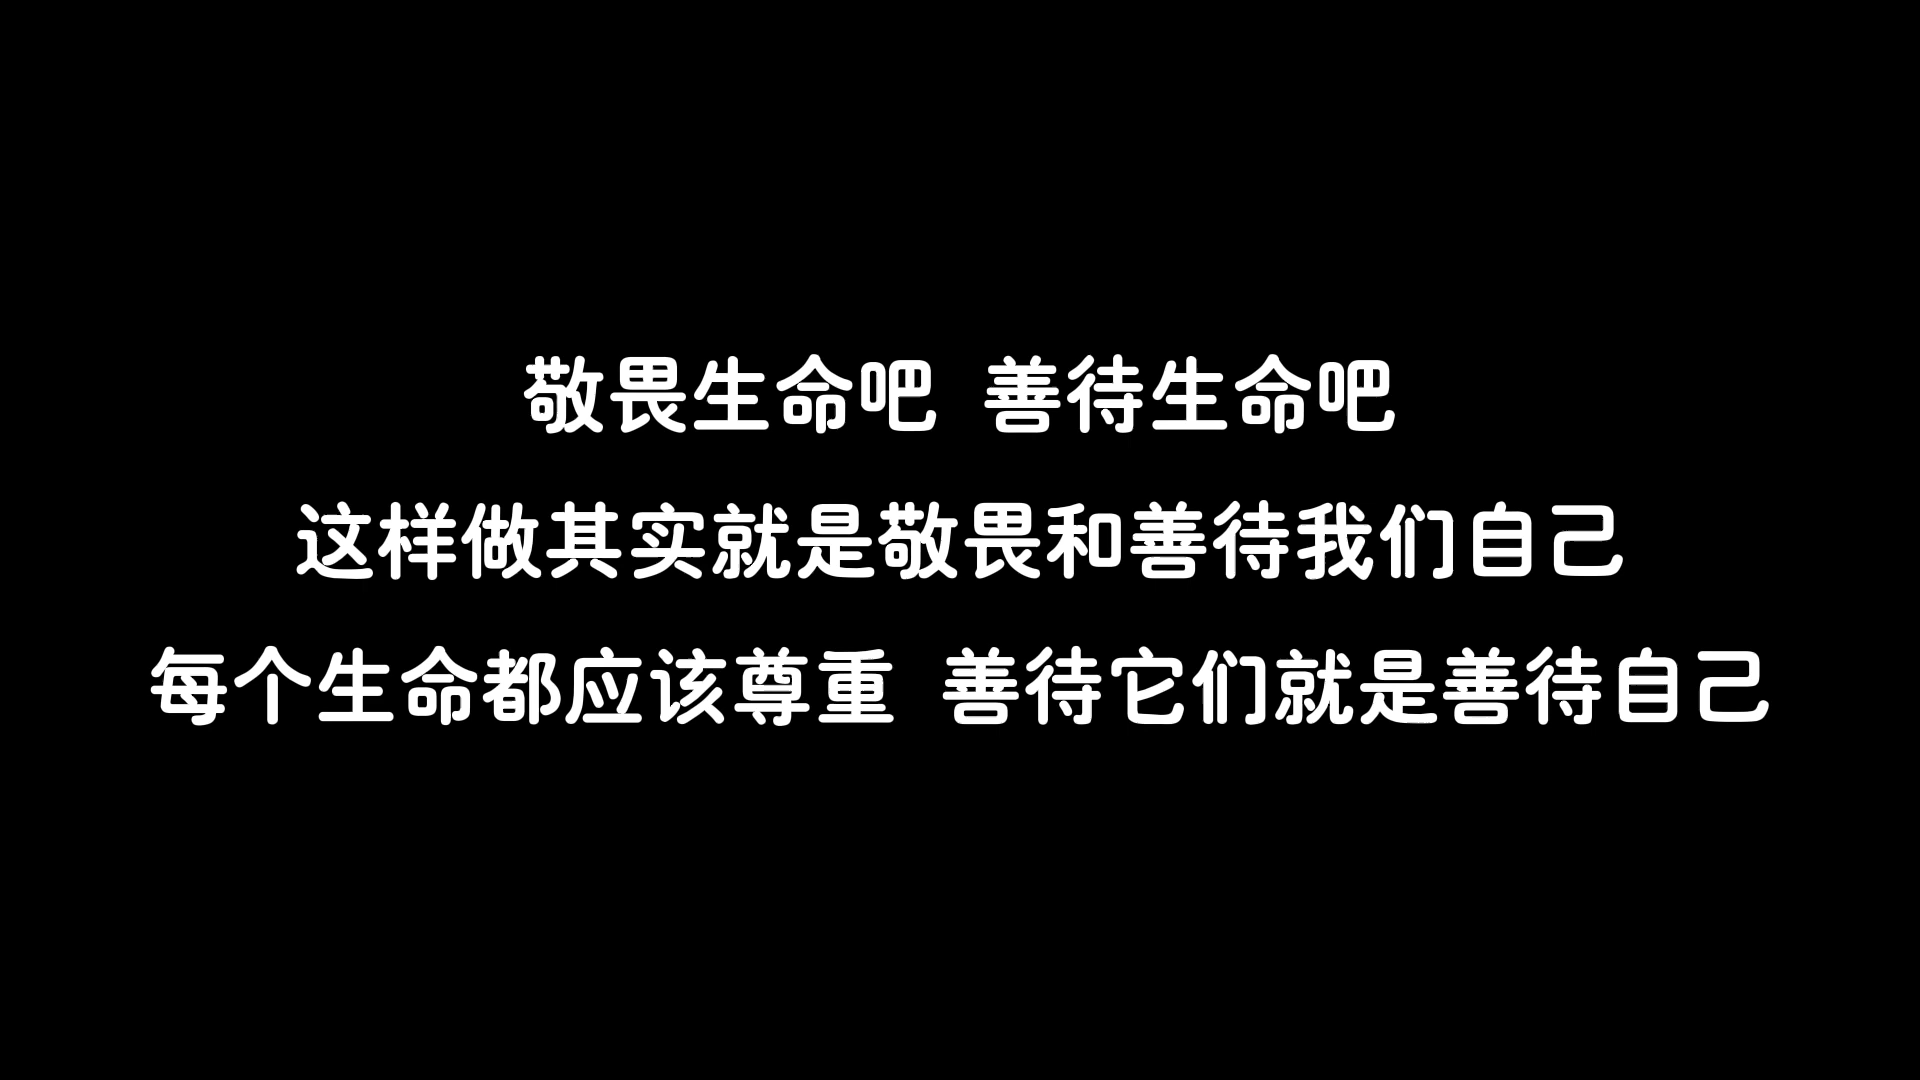 敬畏生命吧 善待生命吧
这样做其实就是敬畏和善待我们自己
每个生命都应该尊重 善待它们就是善待自己